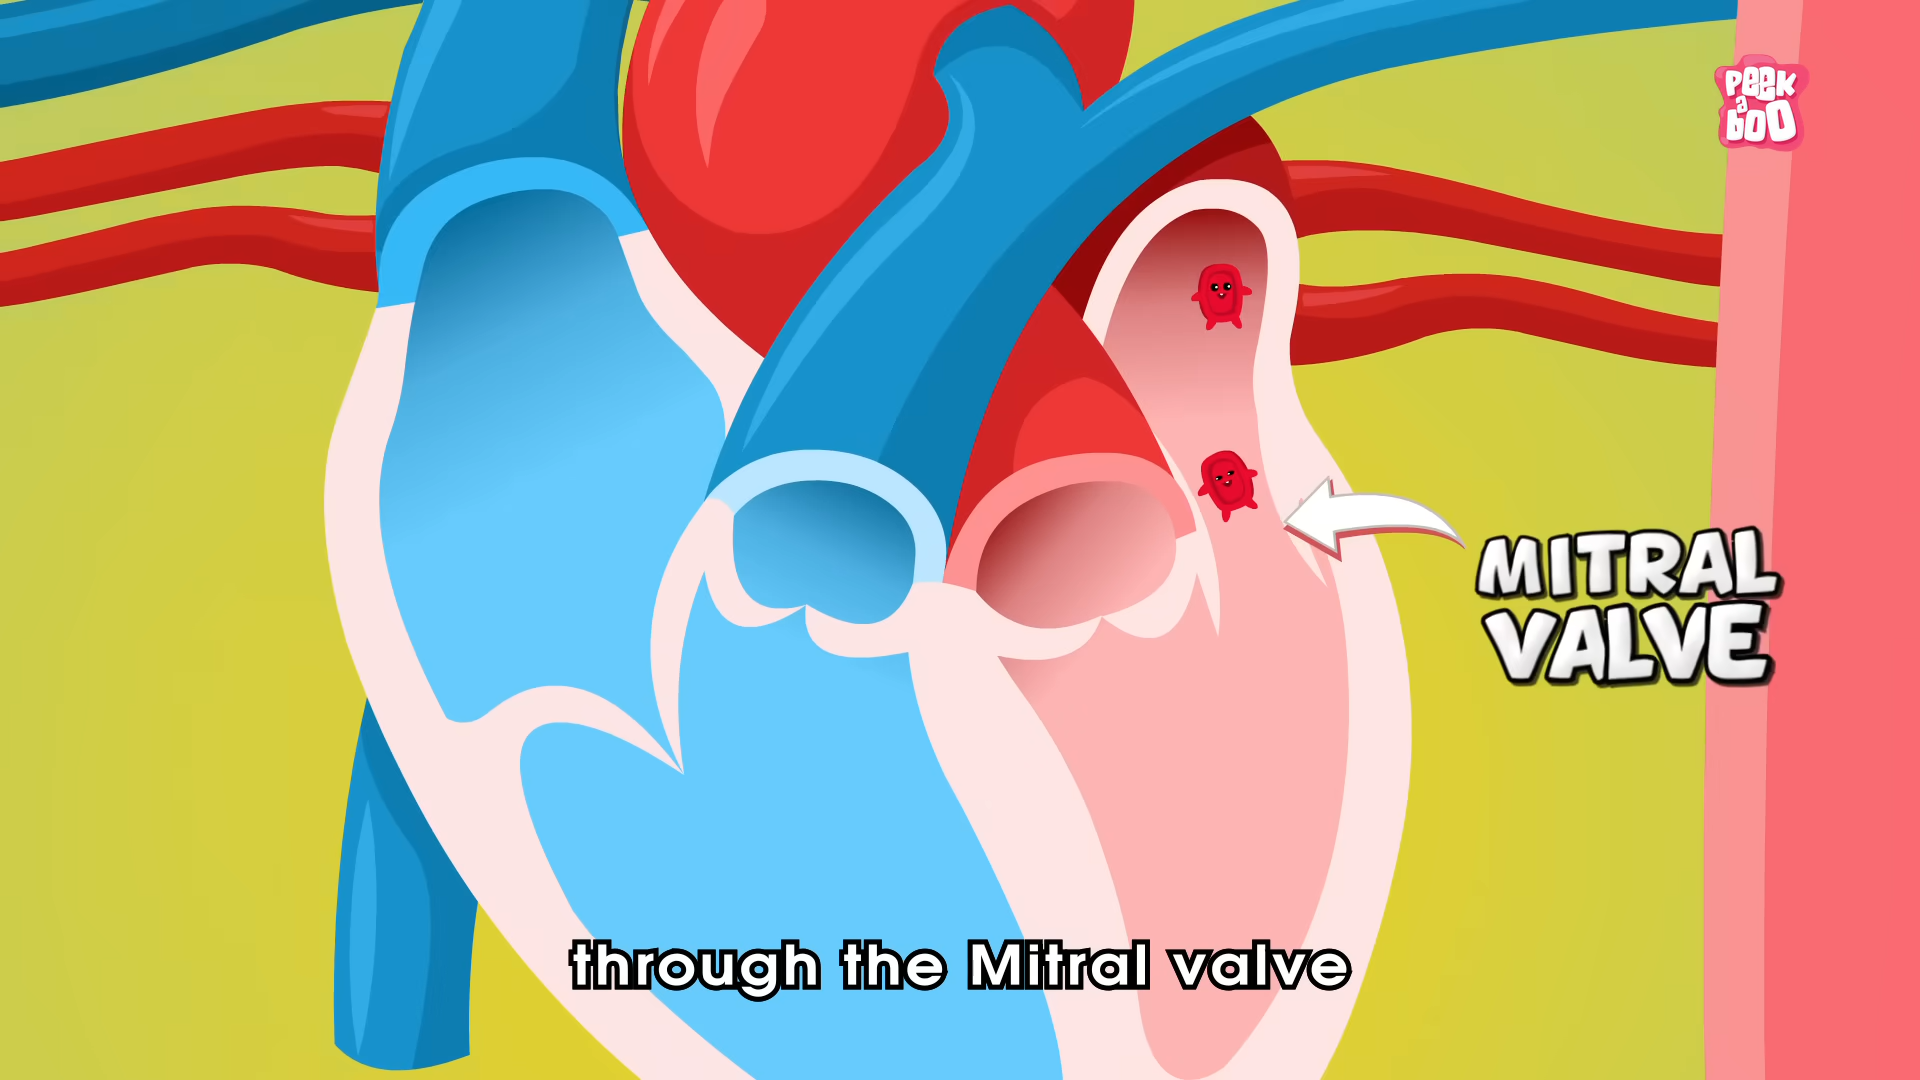 PEEK
a
boo
MITRAL
VALVE
through the Mitral valve